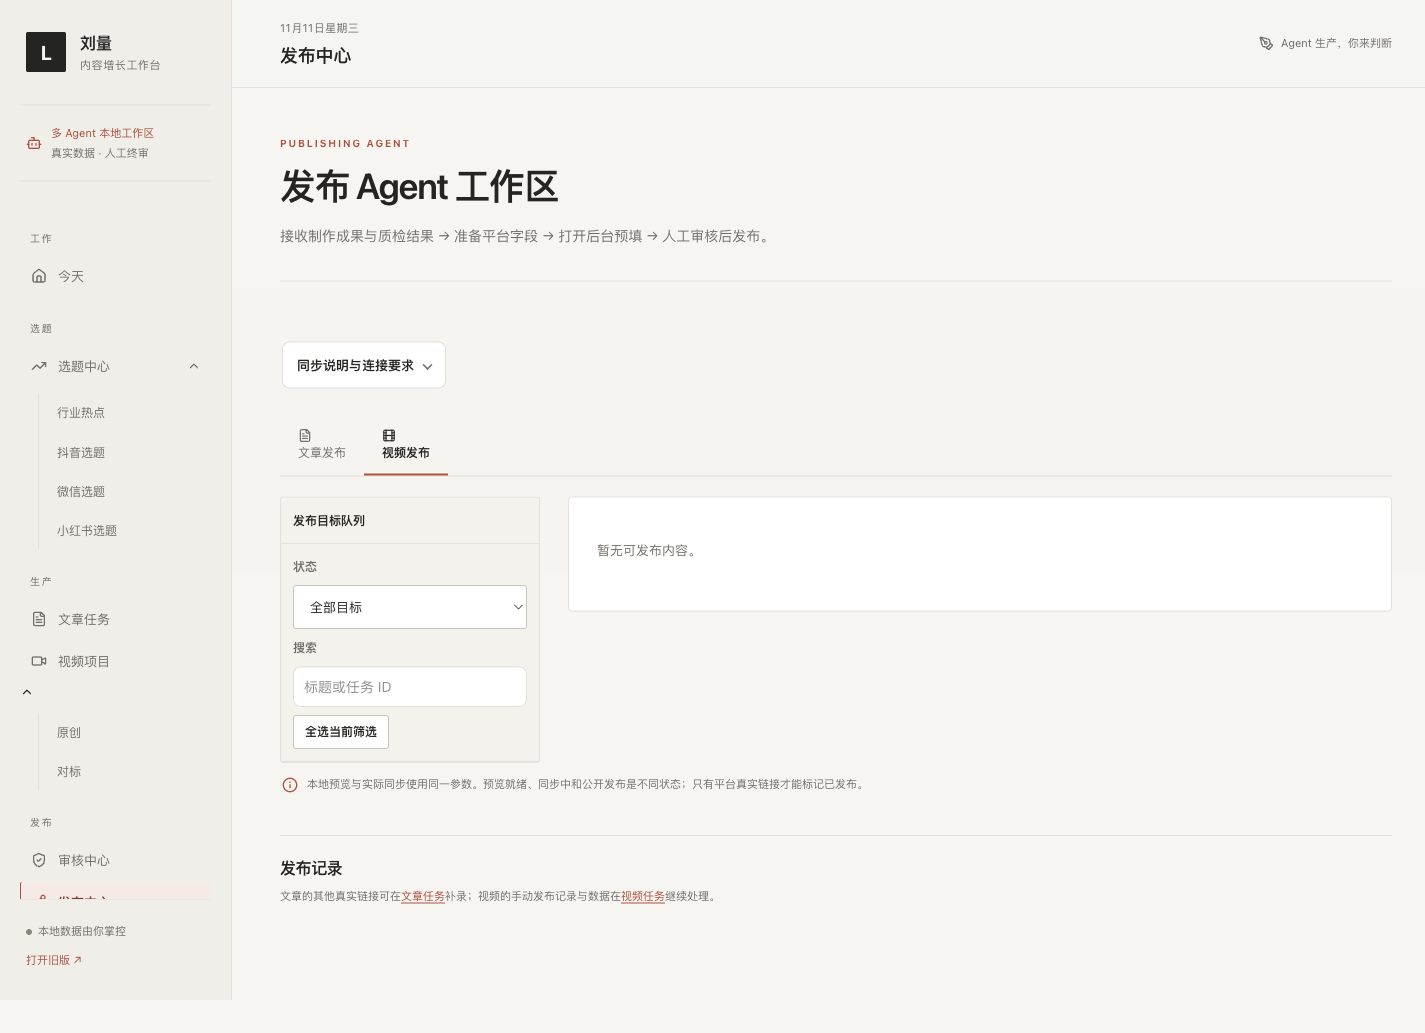 L
刘量
内容增长工作台
多 Agent 本地工作区
真实数据 · 人工终审
工作
今天
选题
选题中心
行业热点
抖音选题
微信选题
小红书选题
生产
文章任务
视频项目
原创
对标
发布
审核中心
发布中心
本地数据由你掌控
打开旧版 ↗
11月11日星期三
发布中心
Agent 生产，你来判断
PUBLISHING AGENT
发布 Agent 工作区
接收制作成果与质检结果 → 准备平台字段 → 打开后台预填 → 人工审核后发布。
同步说明与连接要求
文章发布
视频发布
发布目标队列
状态
全部目标
搜索
标题或任务 ID
全选当前筛选
暂无可发布内容。
本地预览与实际同步使用同一参数。预览就绪、同步中和公开发布是不同状态；只有平台真实链接才能标记已发布。
发布记录
文章的其他真实链接可在文章任务补录；视频的手动发布记录与数据在视频任务继续处理。